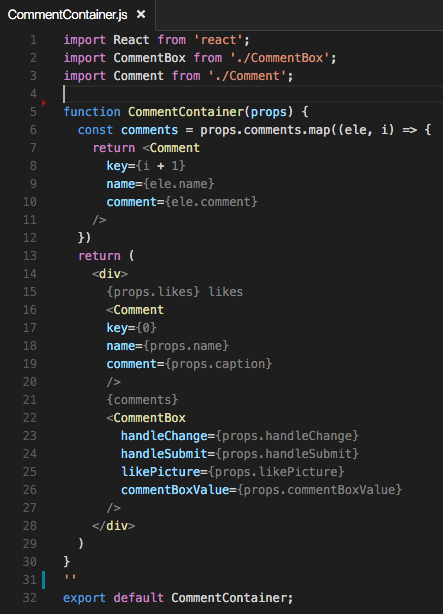 CommentContainer.js ×
1 import React from 'react';
2 import CommentBox from './CommentBox';
3 import Comment from './Comment';
4
5 function CommentContainer(props) {
6   const comments = props.comments.map((ele, i) => {
7     return <Comment
8       key={i + 1}
9       name={ele.name}
10       comment={ele.comment}
11     />
12   })
13   return (
14     <div>
15       {props.likes} likes
16       <Comment
17       key={0}
18       name={props.name}
19       comment={props.caption}
20       />
21       {comments}
22       <CommentBox
23         handleChange={props.handleChange}
24         handleSubmit={props.handleSubmit}
25         likePicture={props.likePicture}
26         commentBoxValue={props.commentBoxValue}
27       />
28     </div>
29   )
30 }
31 ''
32 export default CommentContainer;